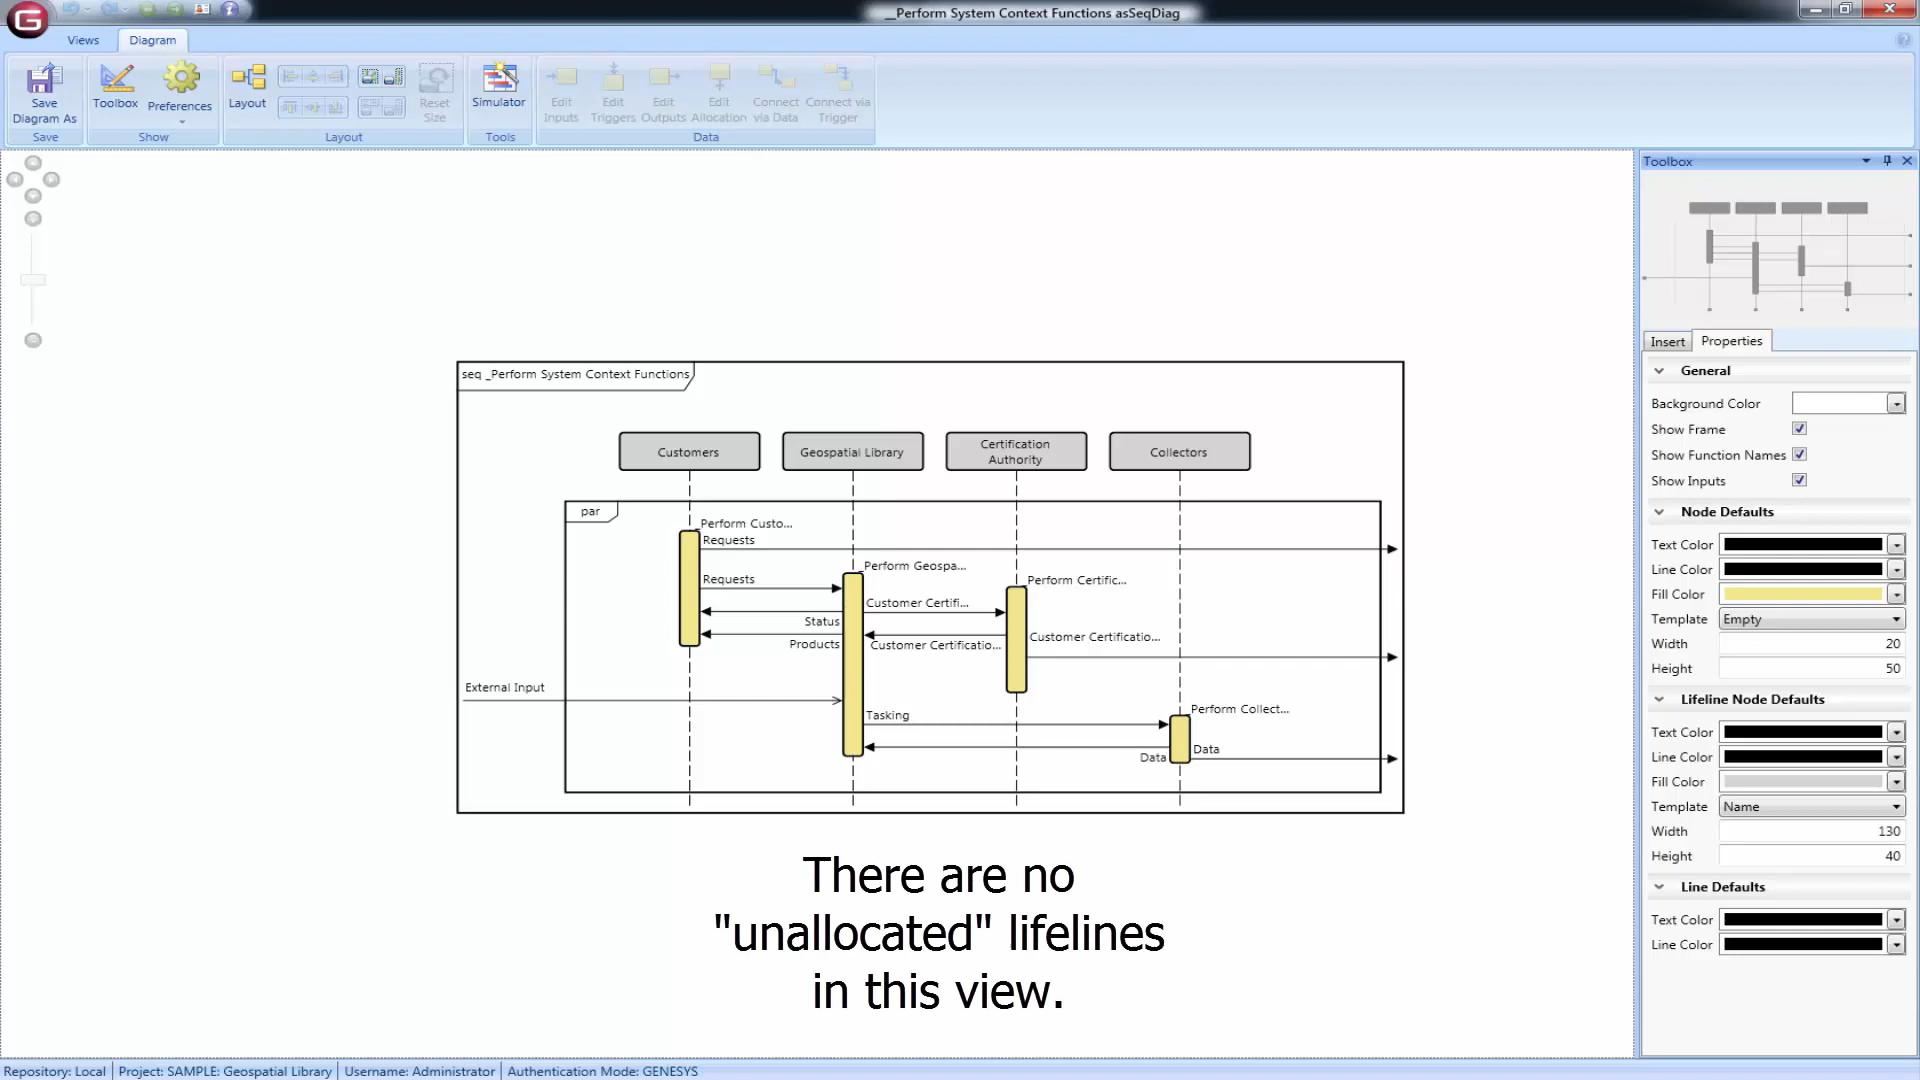 __Perform System Context Functions asSeqDiag
Views
Diagram
Save
Diagram As
Toolbox
Preferences
Layout
Reset
Size
Simulator
Edit
Inputs
Edit
Triggers
Edit
Outputs
Edit
Allocation
Connect
via Data
Connect via
Trigger
Save
Show
Layout
Tools
Data
Toolbox
Insert
Properties
General
Background Color
Show Frame
Show Function Names
Show Inputs
Node Defaults
Text Color
Line Color
Fill Color
Template Empty
Width 20
Height 50
Lifeline Node Defaults
Text Color
Line Color
Fill Color
Template Name
Width 130
Height 40
Line Defaults
Text Color
Line Color
seq _Perform System Context Functions
Customers
Geospatial Library
Certification
Authority
Collectors
par
_Perform Custo...
Requests
_Perform Geospa...
Requests
Perform Certific...
Customer Certifi...
Status
Products
Customer Certificatio...
Customer Certificatio...
External Input
Tasking
Perform Collect...
Data
Data
There are no
"unallocated" lifelines
in this view.
Repository: Local
Project: SAMPLE: Geospatial Library
Username: Administrator
Authentication Mode: GENESYS